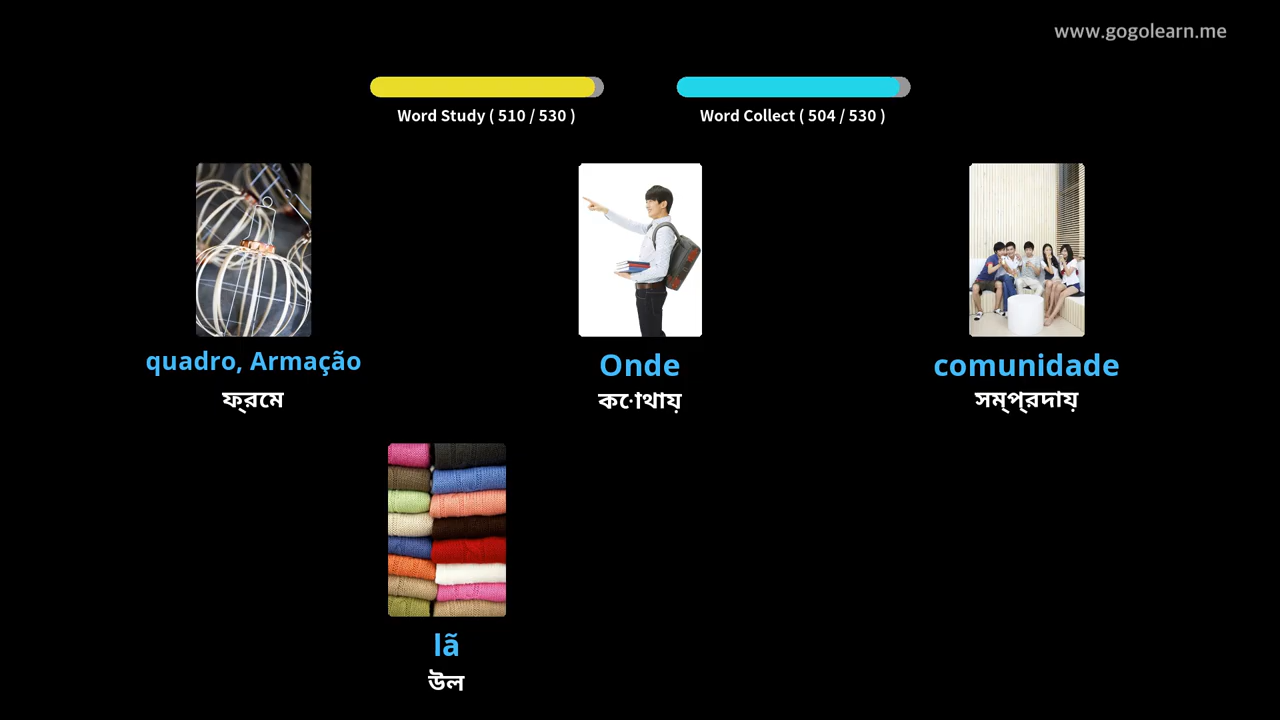 www.gogolearn.me
Word Study ( 510 / 530 )
Word Collect ( 504 / 530 )
quadro, Armação
ফ্রমে
Onde
কোথায়
comunidade
সম্প্রদায়
lã
উল